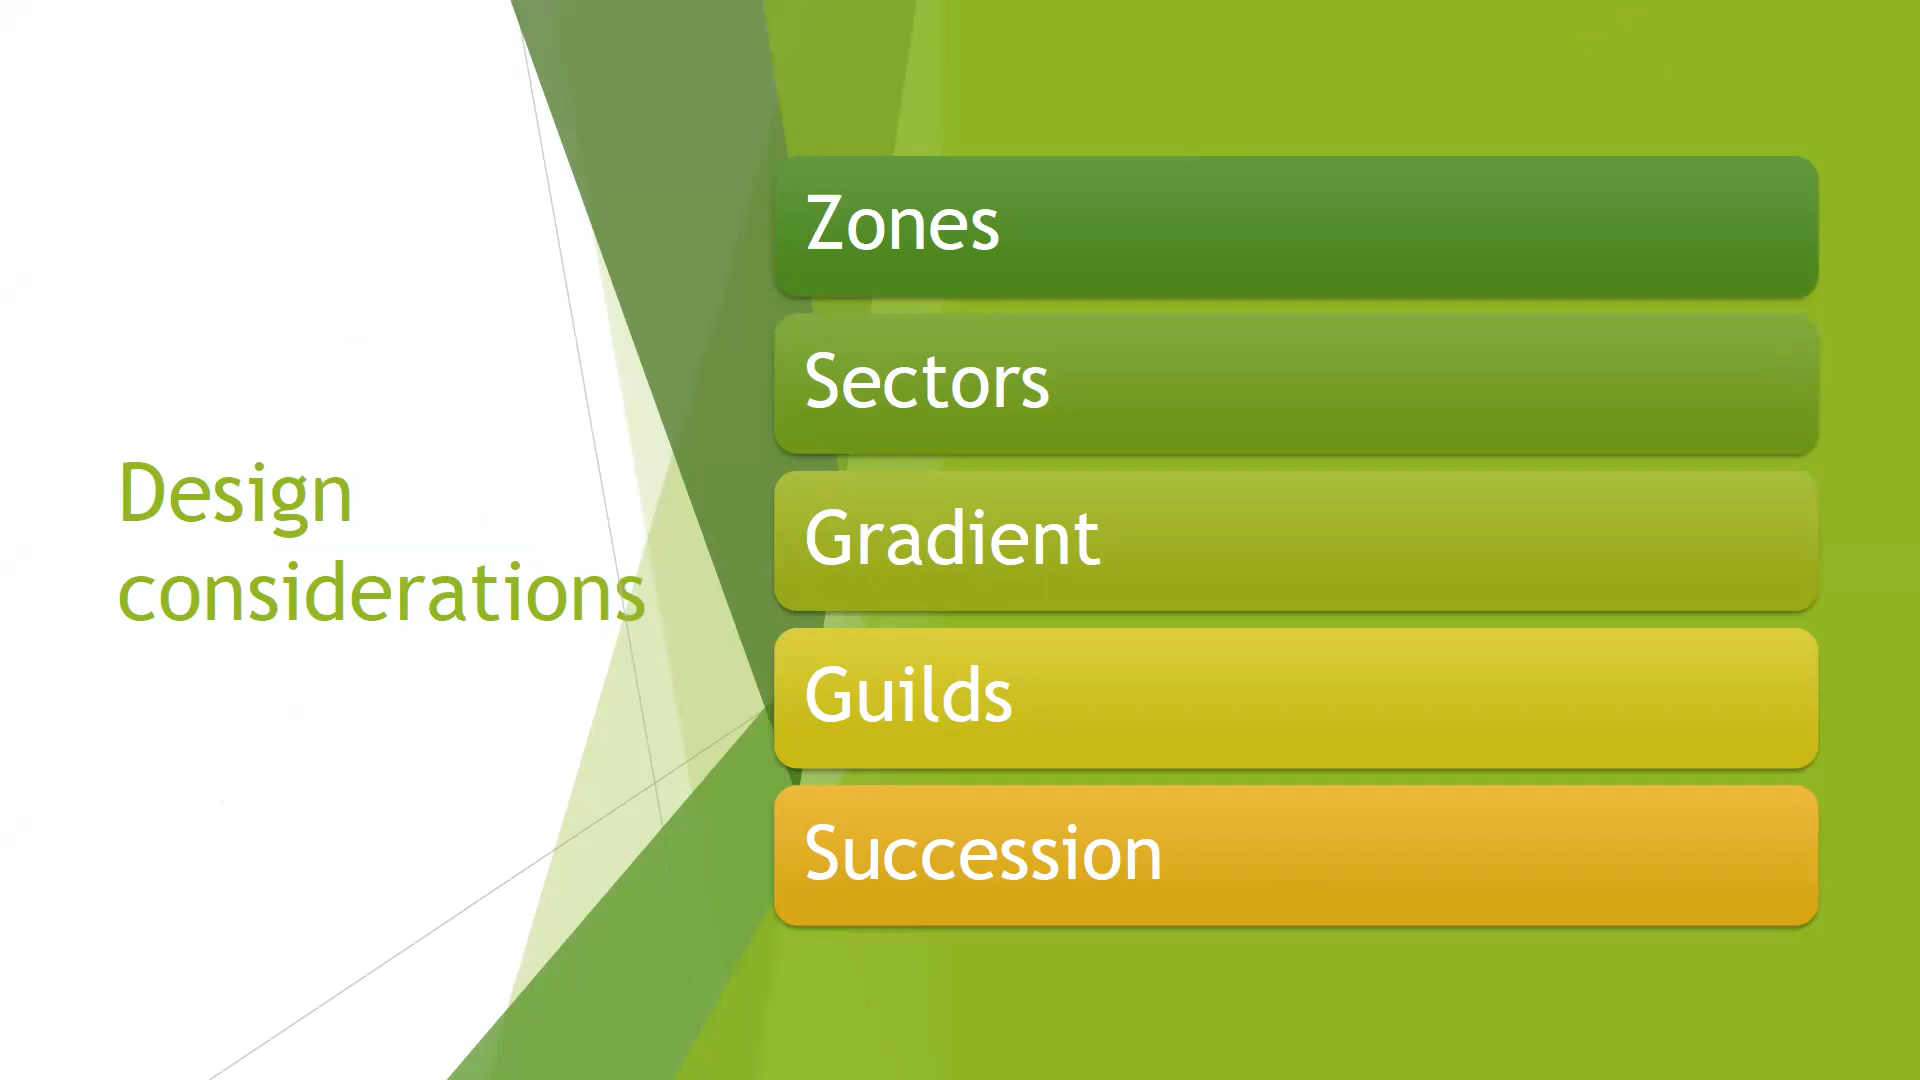 Design
considerations
Zones
Sectors
Gradient
Guilds
Succession